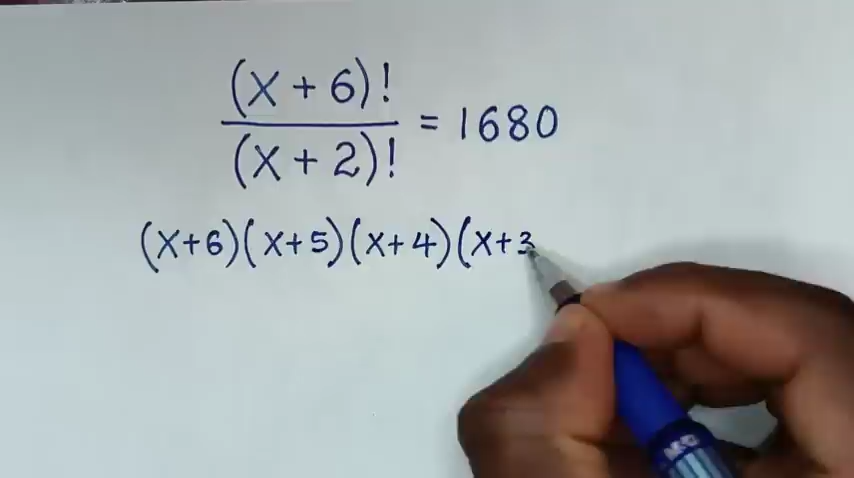 (x + 6)!
(x + 2)!
= 1680
(x+6)(x+5)(x+4)(x+3
M&G